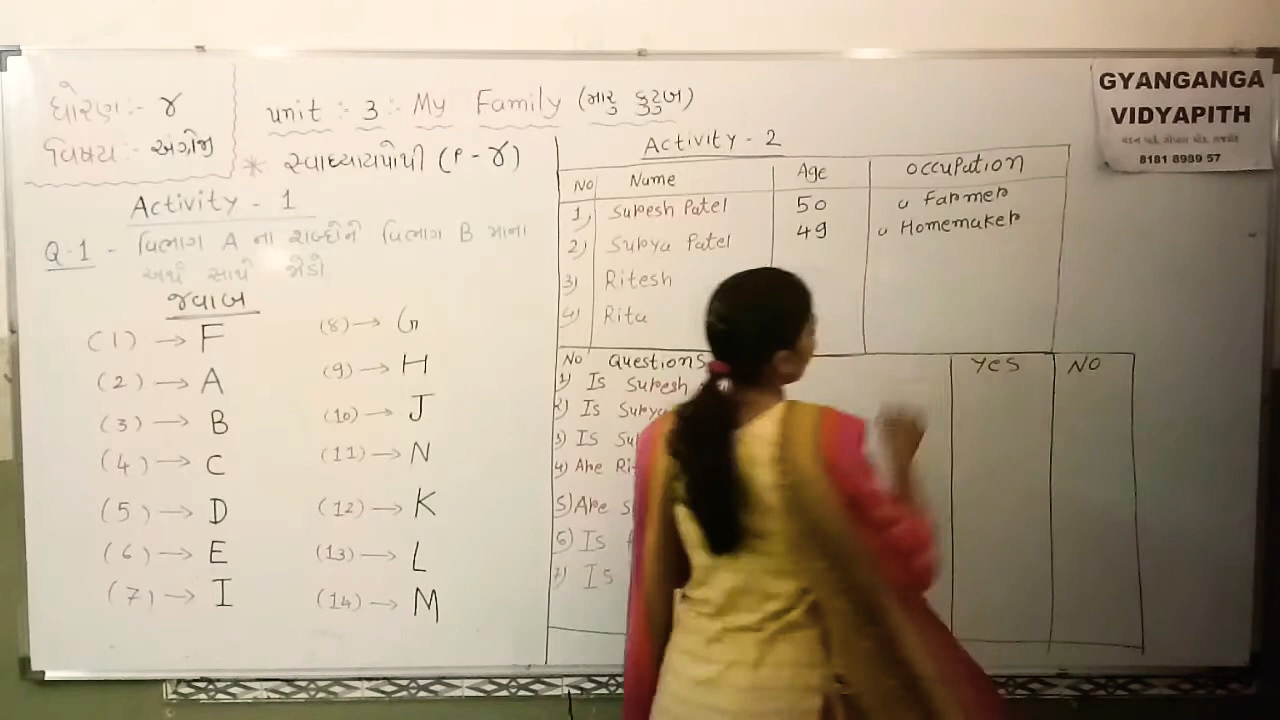 ધોરણ:- ૪
વિષય:- અંગ્રેજી
unit :- 3 :- My Family (મારુ કુટુંબ)
* સ્વાધ્યાયપોથી (P-૪)
Activity - 1
Q.1 - વિભાગ A ના શબ્દોને વિભાગ B માના
અર્થ સાથે જોડો
જવાબ
(1) → F
(2) → A
(3) → B
(4) → C
(5) → D
(6) → E
(7) → I
(8) → G
(9) → H
(10) → J
(11) → N
(12) → K
(13) → L
(14) → M
Activity - 2
No Name Age Occupation
1) Suresh Patel 50 a Farmer
2) Surya Patel 49 a Homemaker
3) Ritesh
4) Rita
No Questions Yes No
1) Is Suresh
2) Is Surya
3) Is
4) Are
5) Are
6) Is
7) Is
GYANGANGA
VIDYAPITH
8181 8989 57